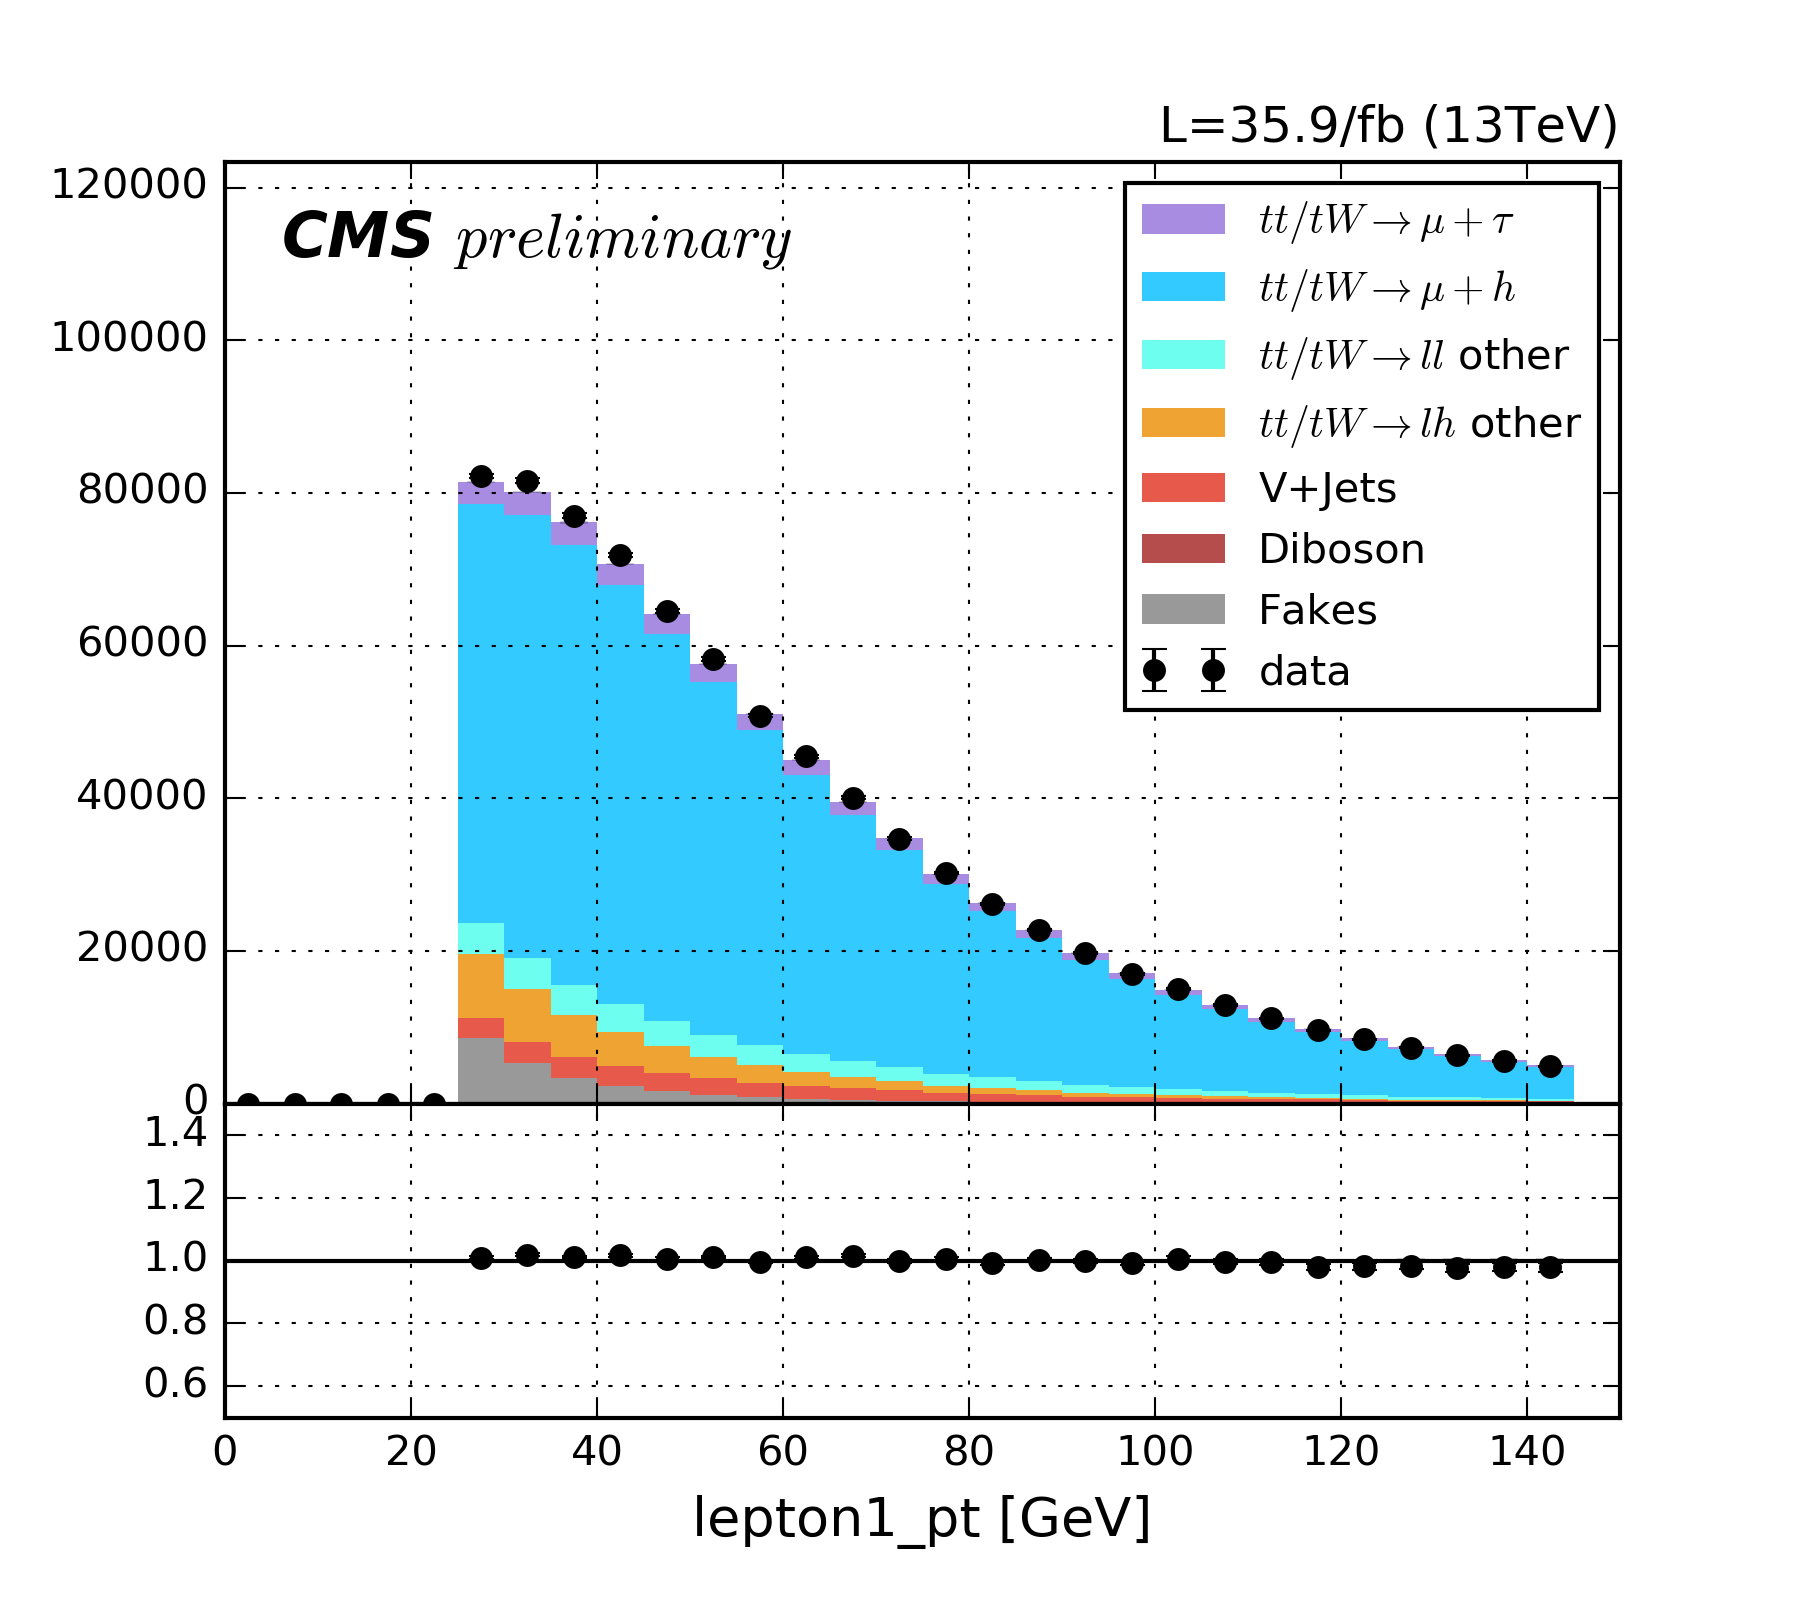 L=35.9/fb (13TeV)
CMS preliminary
120000
100000
80000
60000
40000
20000
0
tt/tW → μ + τ
tt/tW → μ + h
tt/tW → ll other
tt/tW → lh other
V+Jets
Diboson
Fakes
data
1.4
1.2
1.0
0.8
0.6
0 20 40 60 80 100 120 140
lepton1_pt [GeV]